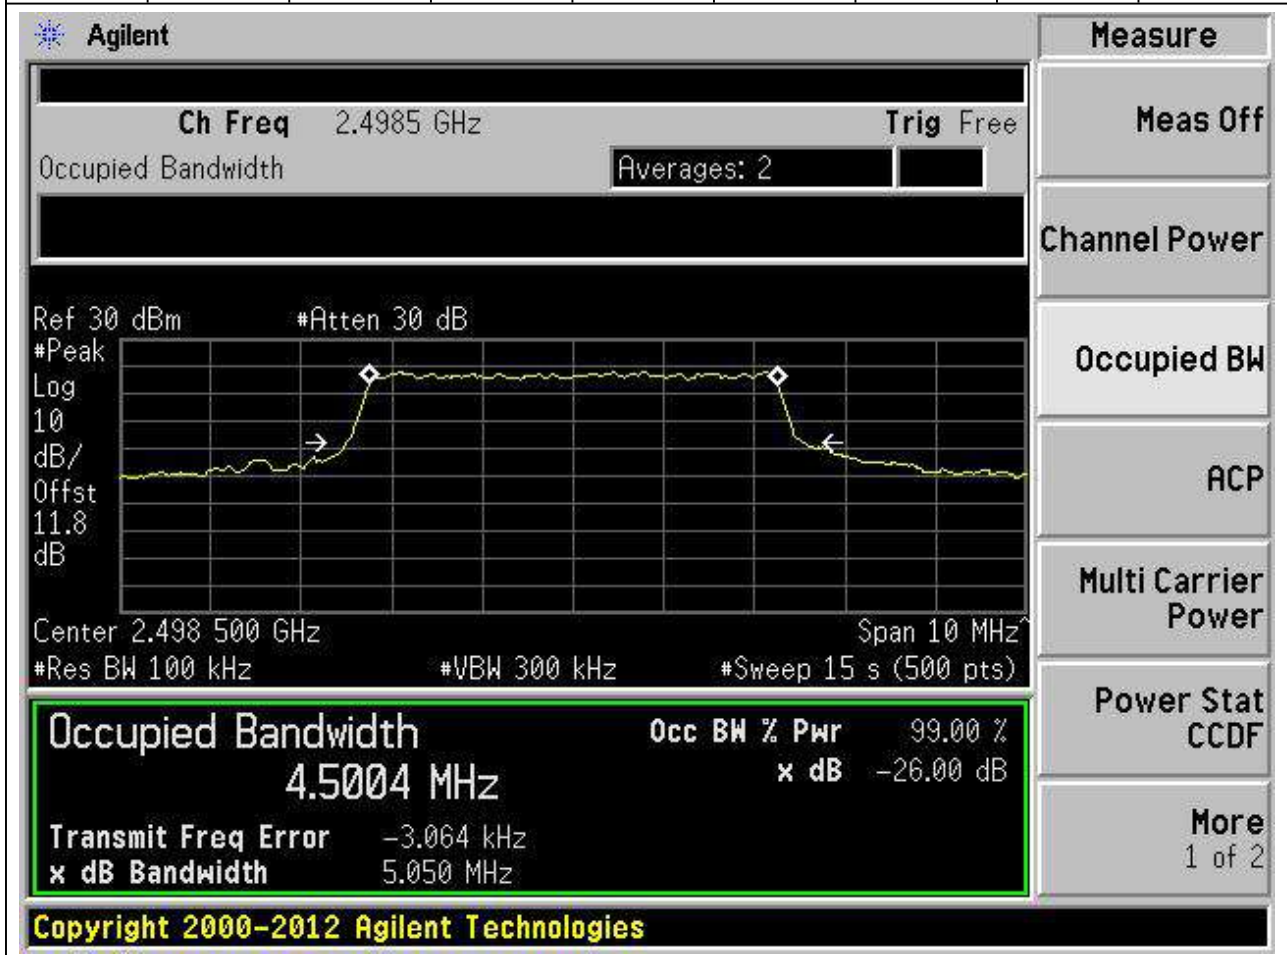 Agilent
Measure
Ch Freq 2.4985 GHz Trig Free
Meas Off
Occupied Bandwidth Averages: 2
Channel Power
Ref 30 dBm #Atten 30 dB
#Peak
Log
10
dB/
Offst
11.8
dB
Occupied BW
ACP
Center 2.498 500 GHz Span 10 MHz^
#Res BW 100 kHz #VBW 300 kHz #Sweep 15 s (500 pts)
Multi Carrier
Power
Occupied Bandwidth Occ BW % Pwr 99.00 %
4.5004 MHz x dB -26.00 dB
Transmit Freq Error -3.064 kHz
x dB Bandwidth 5.050 MHz
Power Stat
CCDF
More
1 of 2
Copyright 2000-2012 Agilent Technologies